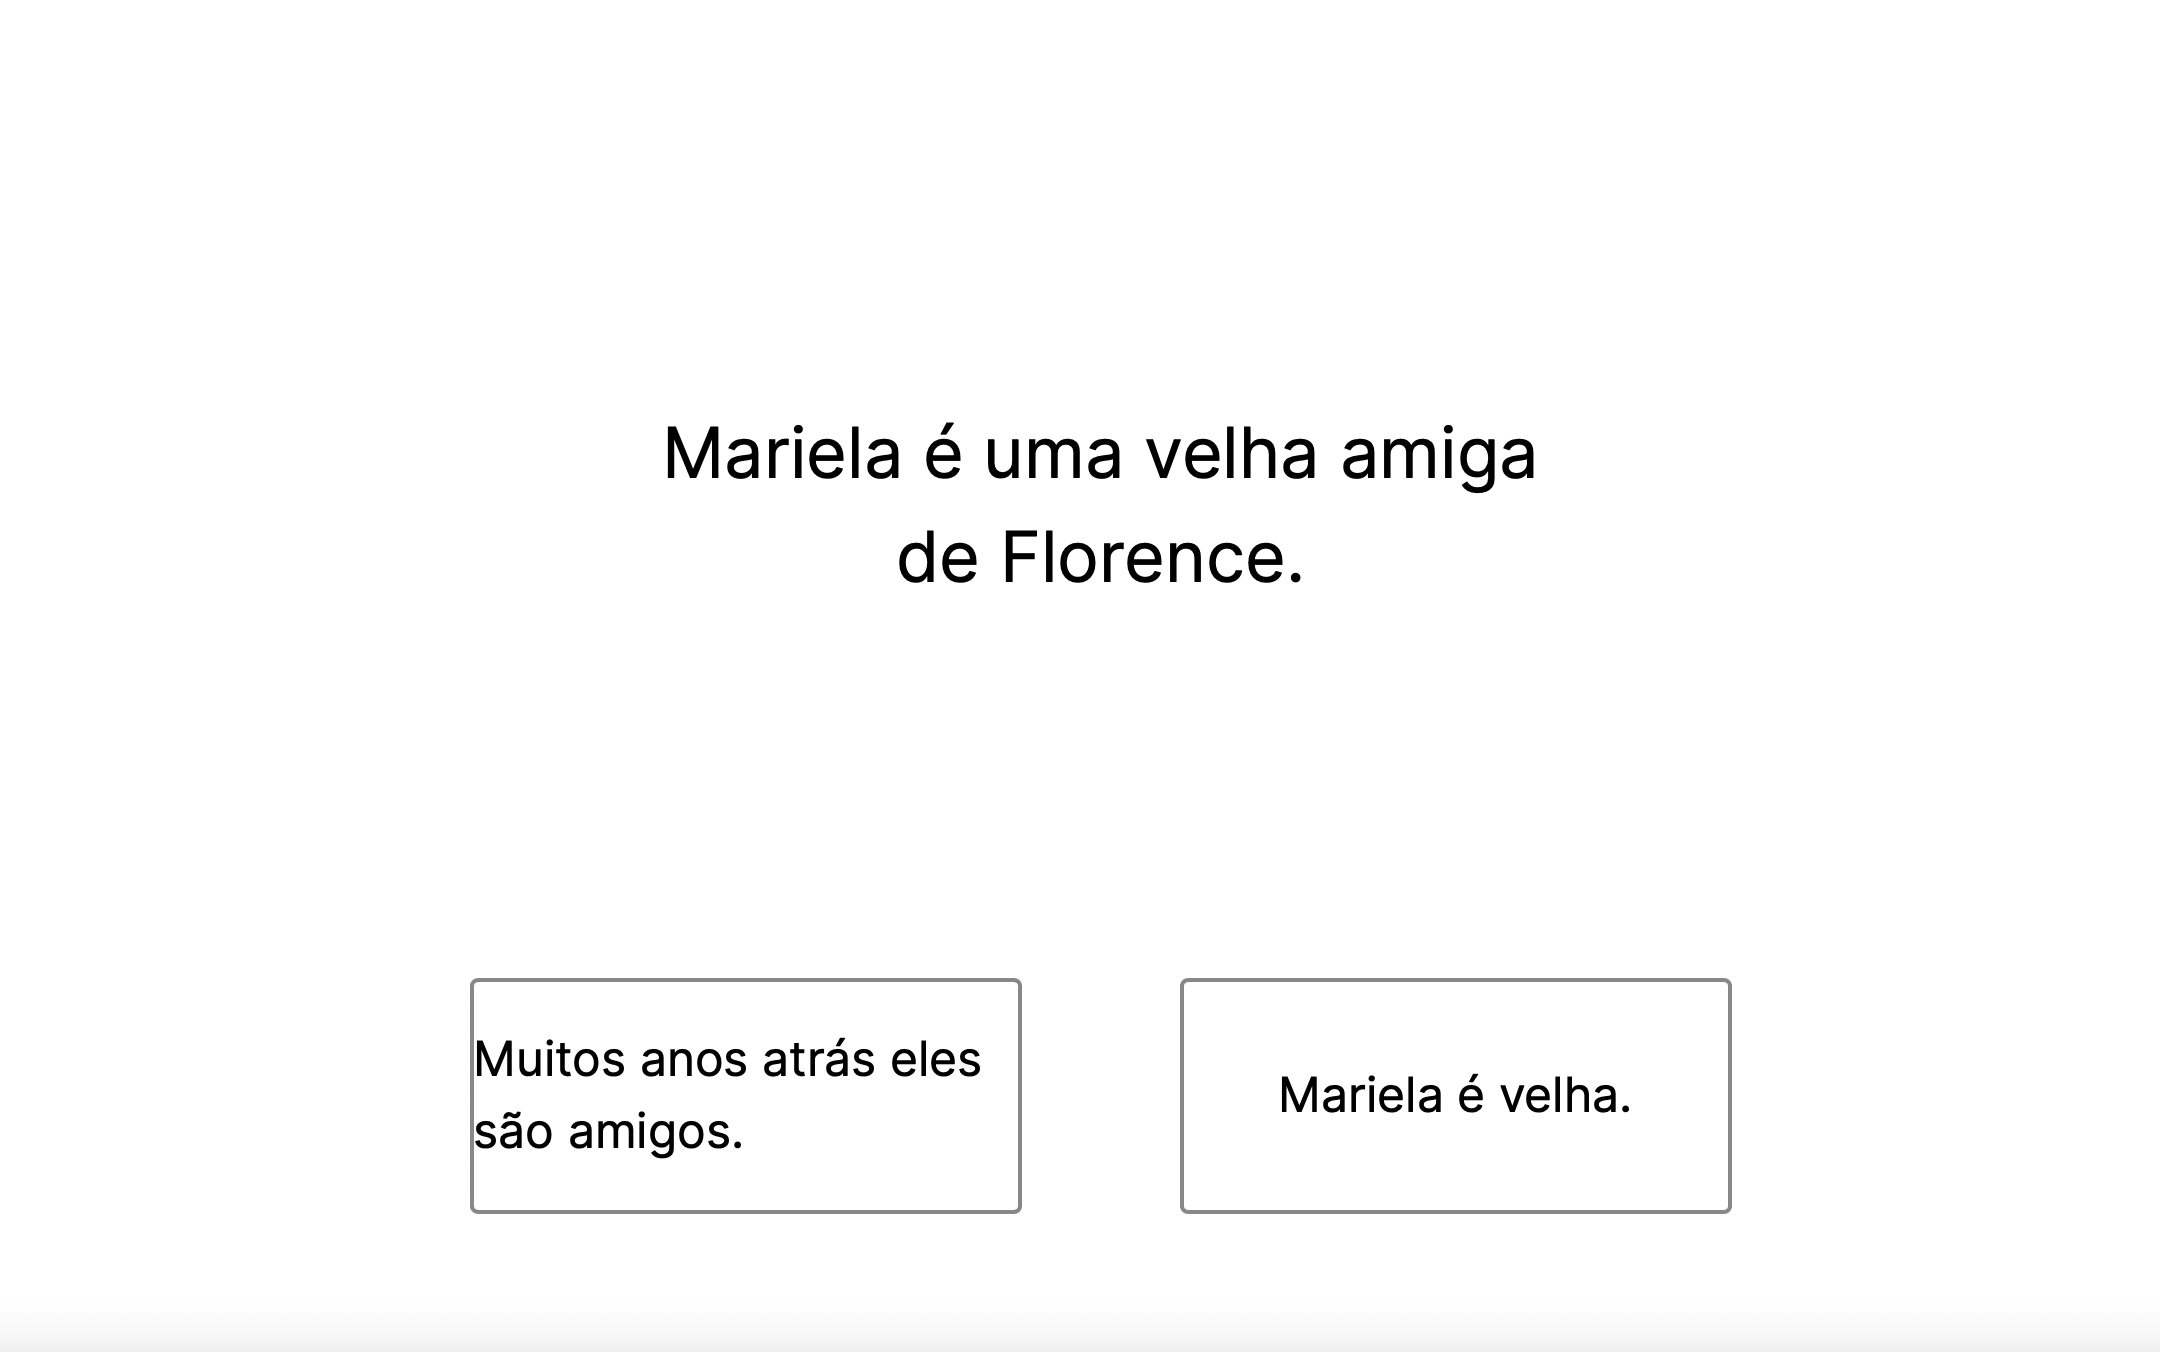 Mariela é uma velha amiga
de Florence.
Muitos anos atrás eles
são amigos.
Mariela é velha.